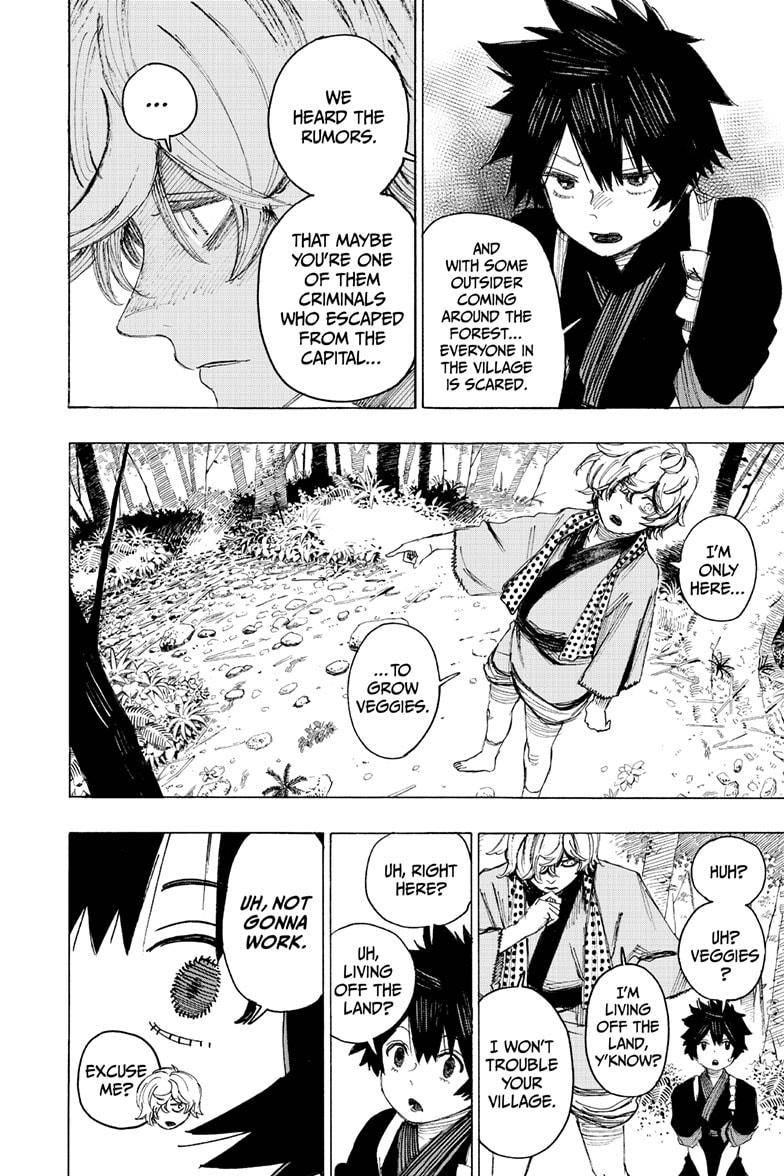 AND
WITH SOME
OUTSIDER
COMING
AROUND
THE
FOREST...
EVERYONE IN
THE VILLAGE
IS SCARED.
WE
HEARD THE
RUMORS.
THAT MAYBE
YOU'RE ONE
OF THEM
CRIMINALS
WHO ESCAPED
FROM THE
CAPITAL...
...
I'M
ONLY
HERE...
...TO
GROW
VEGGIES.
HUH?
UH?
VEGGIES
?
I'M
LIVING
OFF THE
LAND,
Y'KNOW?
I WON'T
TROUBLE
YOUR
VILLAGE.
UH, RIGHT
HERE?
UH,
LIVING
OFF THE
LAND?
UH, NOT
GONNA
WORK.
EXCUSE
ME?